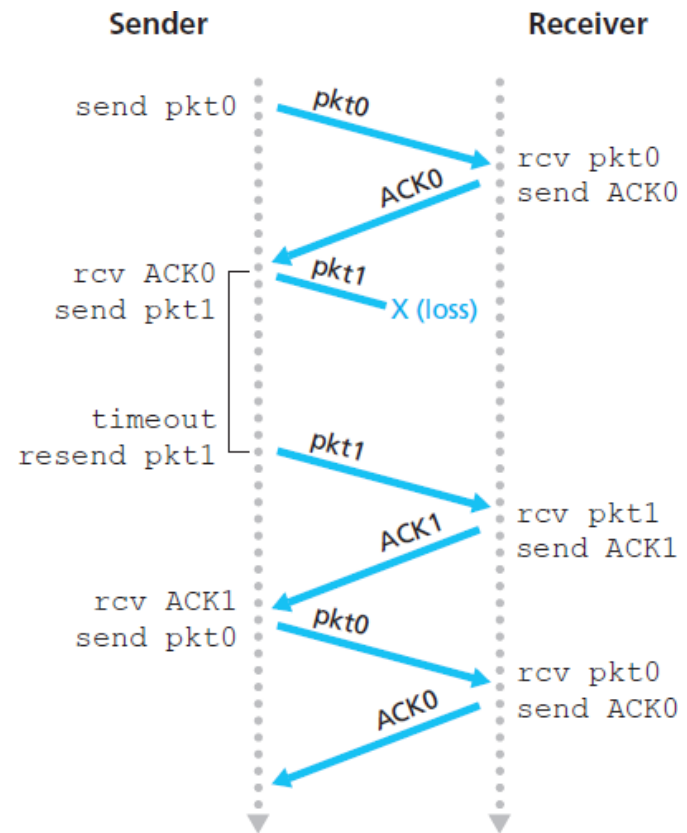 Sender
Receiver
send pkt0
pkt0
rcv pkt0
send ACK0
ACK0
rcv ACK0
send pkt1
pkt1
X (loss)
timeout
resend pkt1
pkt1
rcv pkt1
send ACK1
ACK1
rcv ACK1
send pkt0
pkt0
rcv pkt0
send ACK0
ACK0